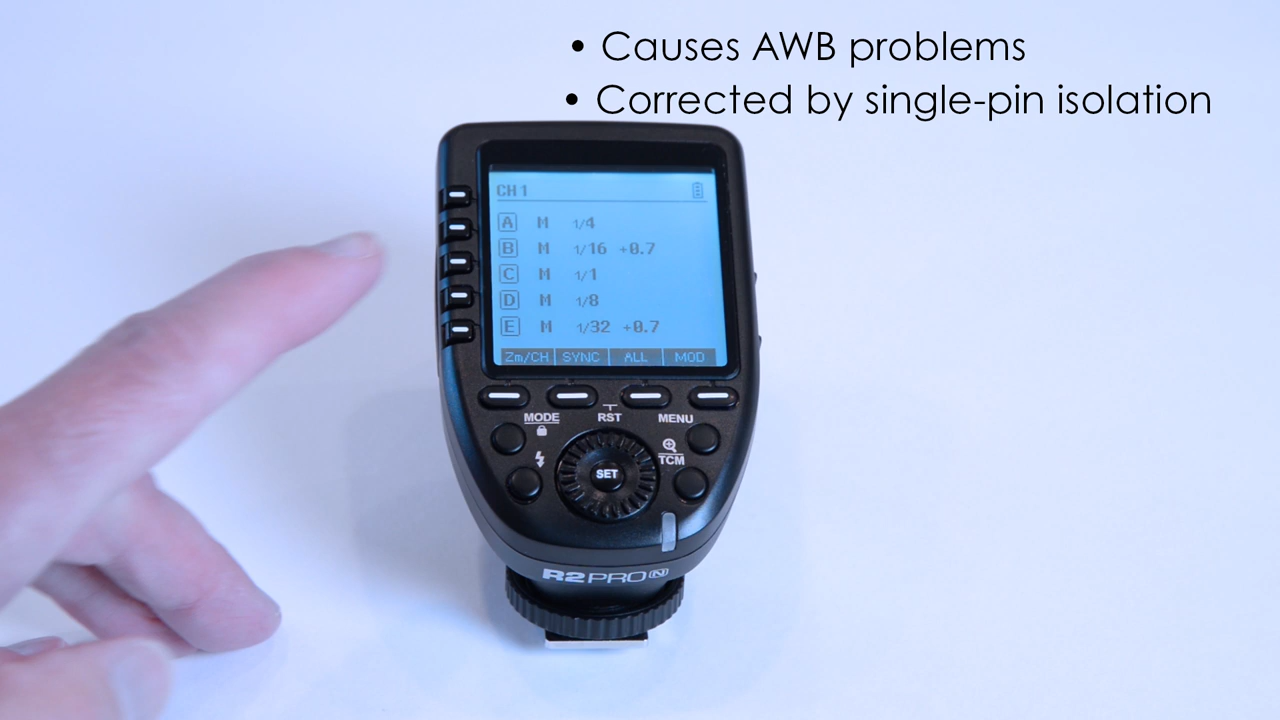 • Causes AWB problems
• Corrected by single-pin isolation
CH1
A M 1/4
B M 1/16 +0.7
C M 1/1
D M 1/8
E M 1/32 +0.7
Zm/CH SYNC ALL MOD
MODE RST MENU
TCM
SET
R2PRO N